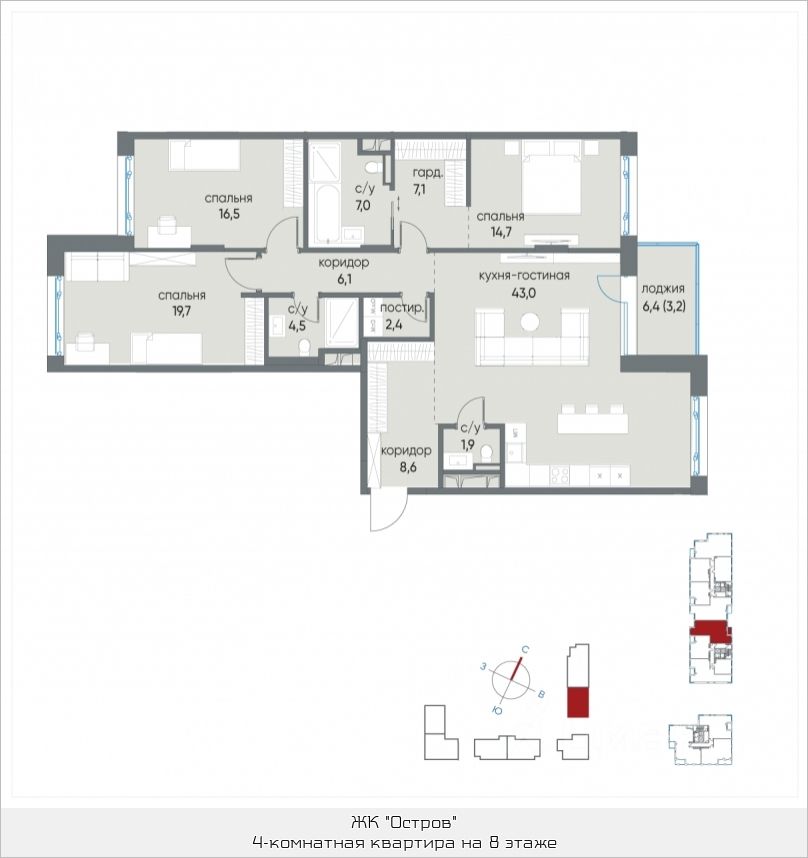 спальня
16,5
с/у
7,0
гард.
7,1
спальня
14,7
коридор
6,1
кухня-гостиная
43,0
лоджия
6,4 (3,2)
спальня
19,7
с/у
4,5
постир.
2,4
с/у
1,9
коридор
8,6
С
З
В
Ю
ЖК "Остров"
4-комнатная квартира на 8 этаже